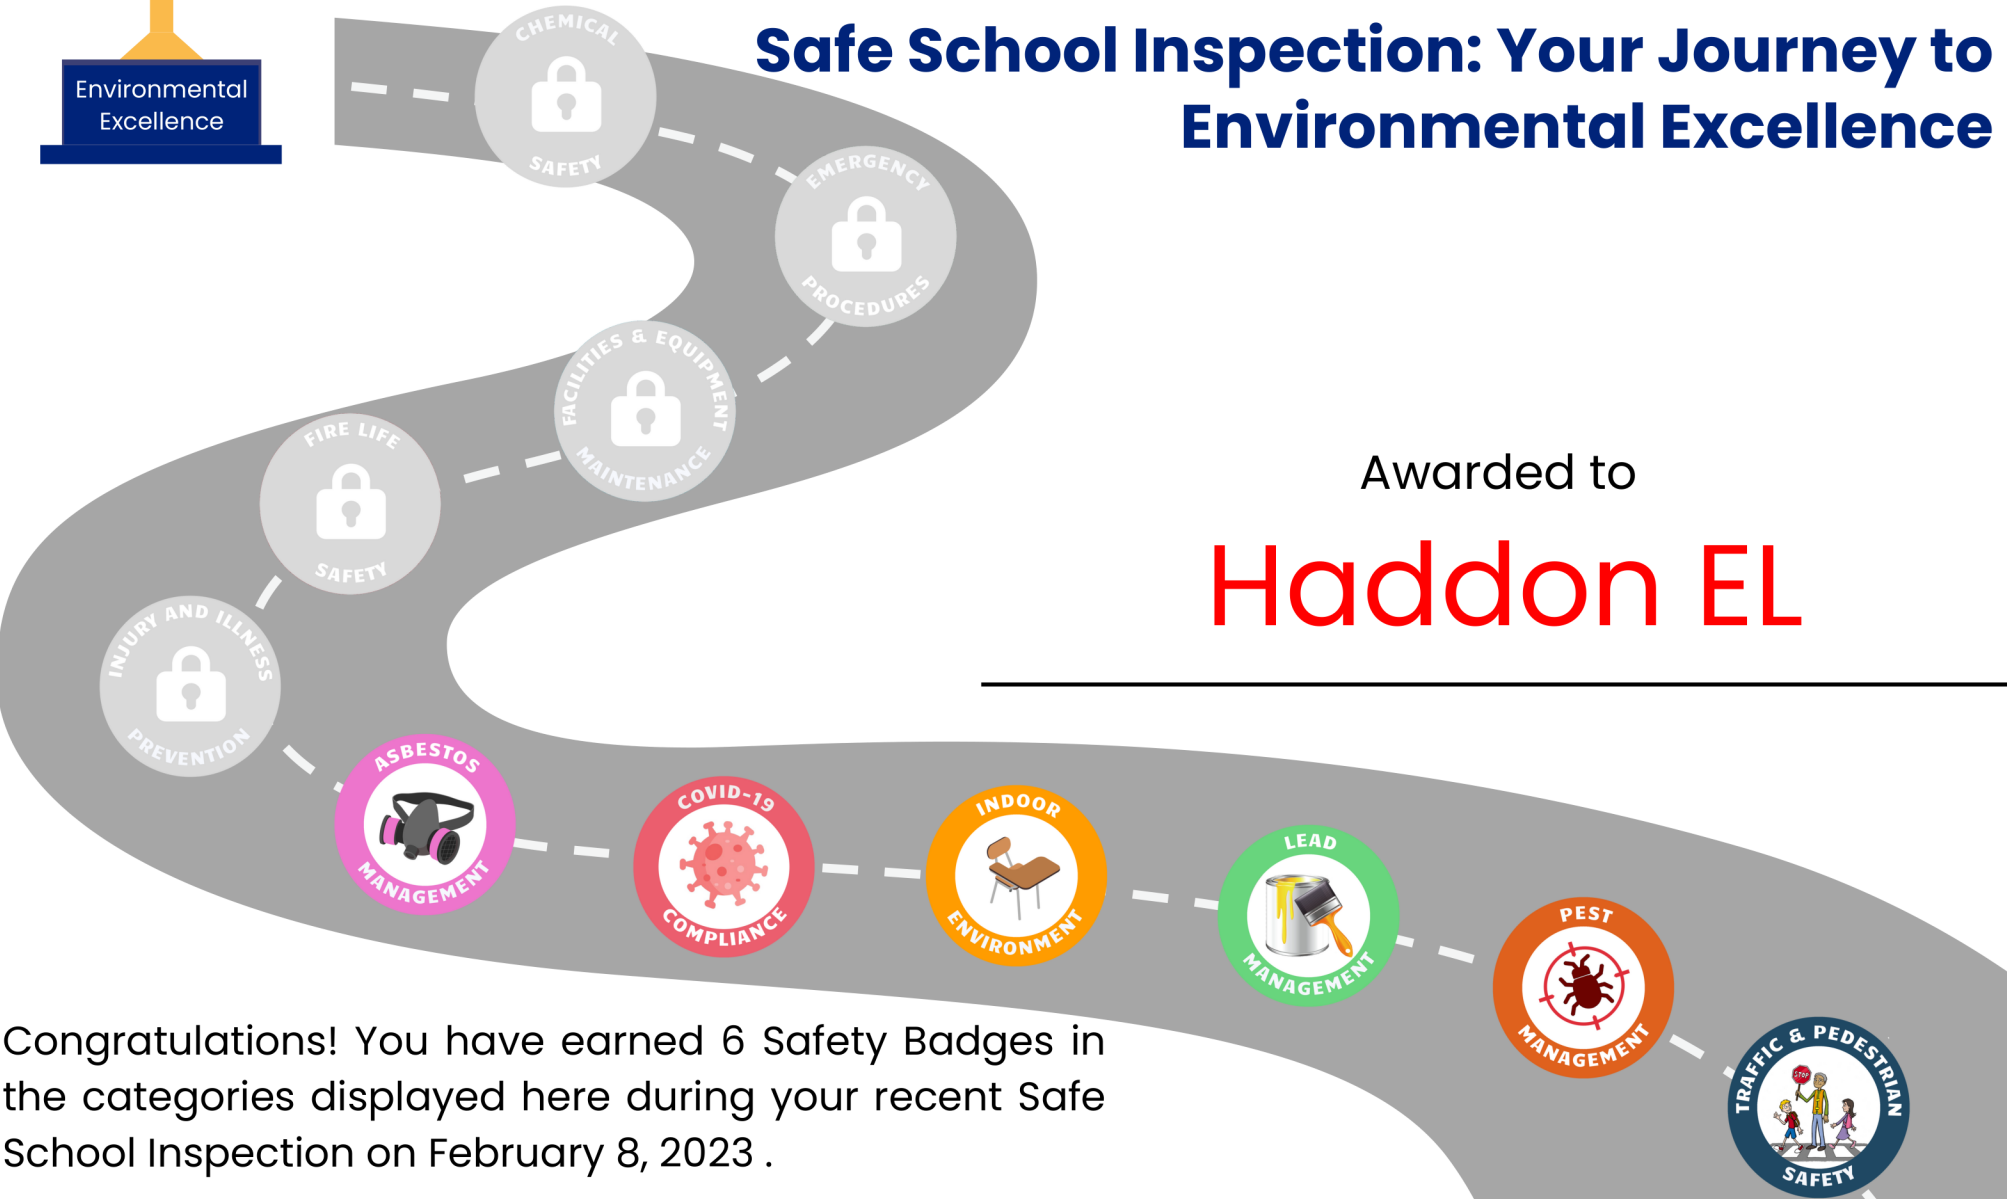 Safe School Inspection: Your Journey to
Environmental Excellence
Environmental
Excellence
CHEMICAL
SAFETY
EMERGENCY
PROCEDURES
FACILITIES & EQUIPMENT
MAINTENANCE
FIRE LIFE
SAFETY
INJURY AND ILLNESS
PREVENTION
Awarded to
Haddon EL
ASBESTOS
MANAGEMENT
COVID-19
COMPLIANCE
INDOOR
ENVIRONMENT
LEAD
MANAGEMENT
PEST
MANAGEMENT
TRAFFIC & PEDESTRIAN
STOP
SAFETY
Congratulations! You have earned 6 Safety Badges in
the categories displayed here during your recent Safe
School Inspection on February 8, 2023 .